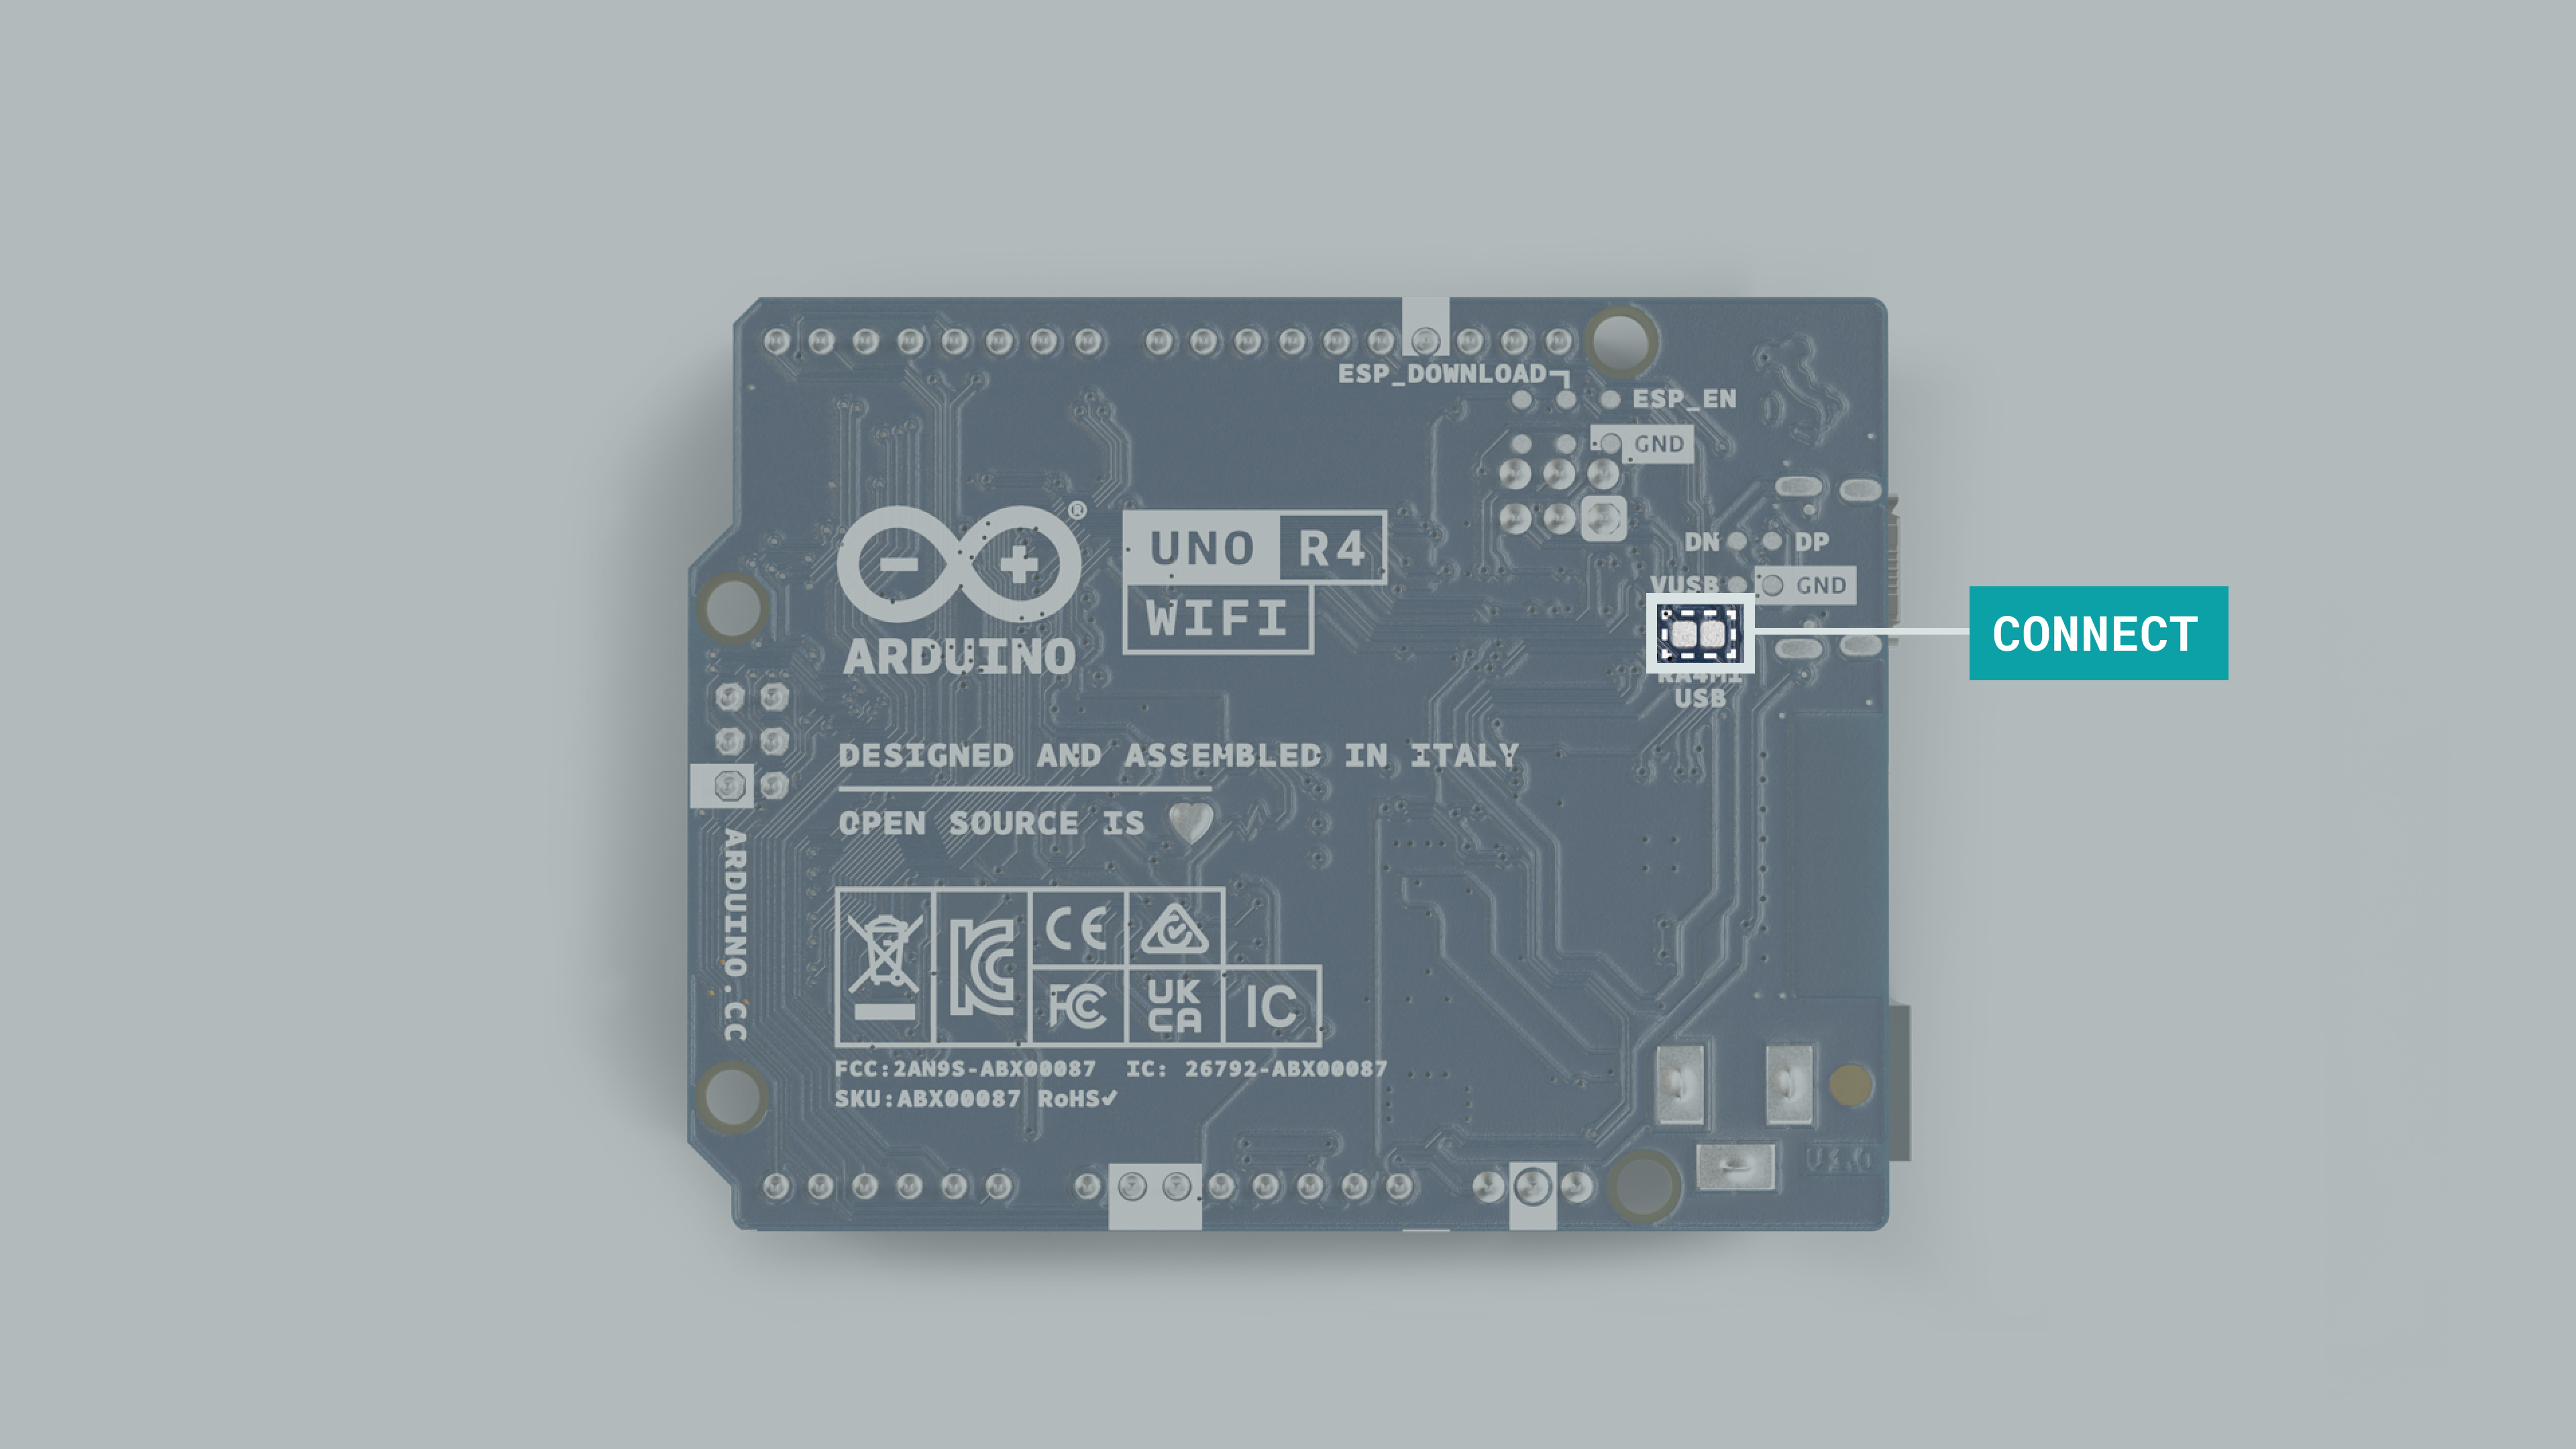 ESP_DOWNLOAD
ESP_EN
GND
DN DP
VUSB GND
CONNECT
RA4M1
USB
®
ARDUINO
UNO R4
WIFI
DESIGNED AND ASSEMBLED IN ITALY
OPEN SOURCE IS
ARDUINO.CC
CE
FC
UK
CA
IC
FCC:2AN9S-ABX00087 IC: 26792-ABX00087
SKU:ABX00087 RoHS✓